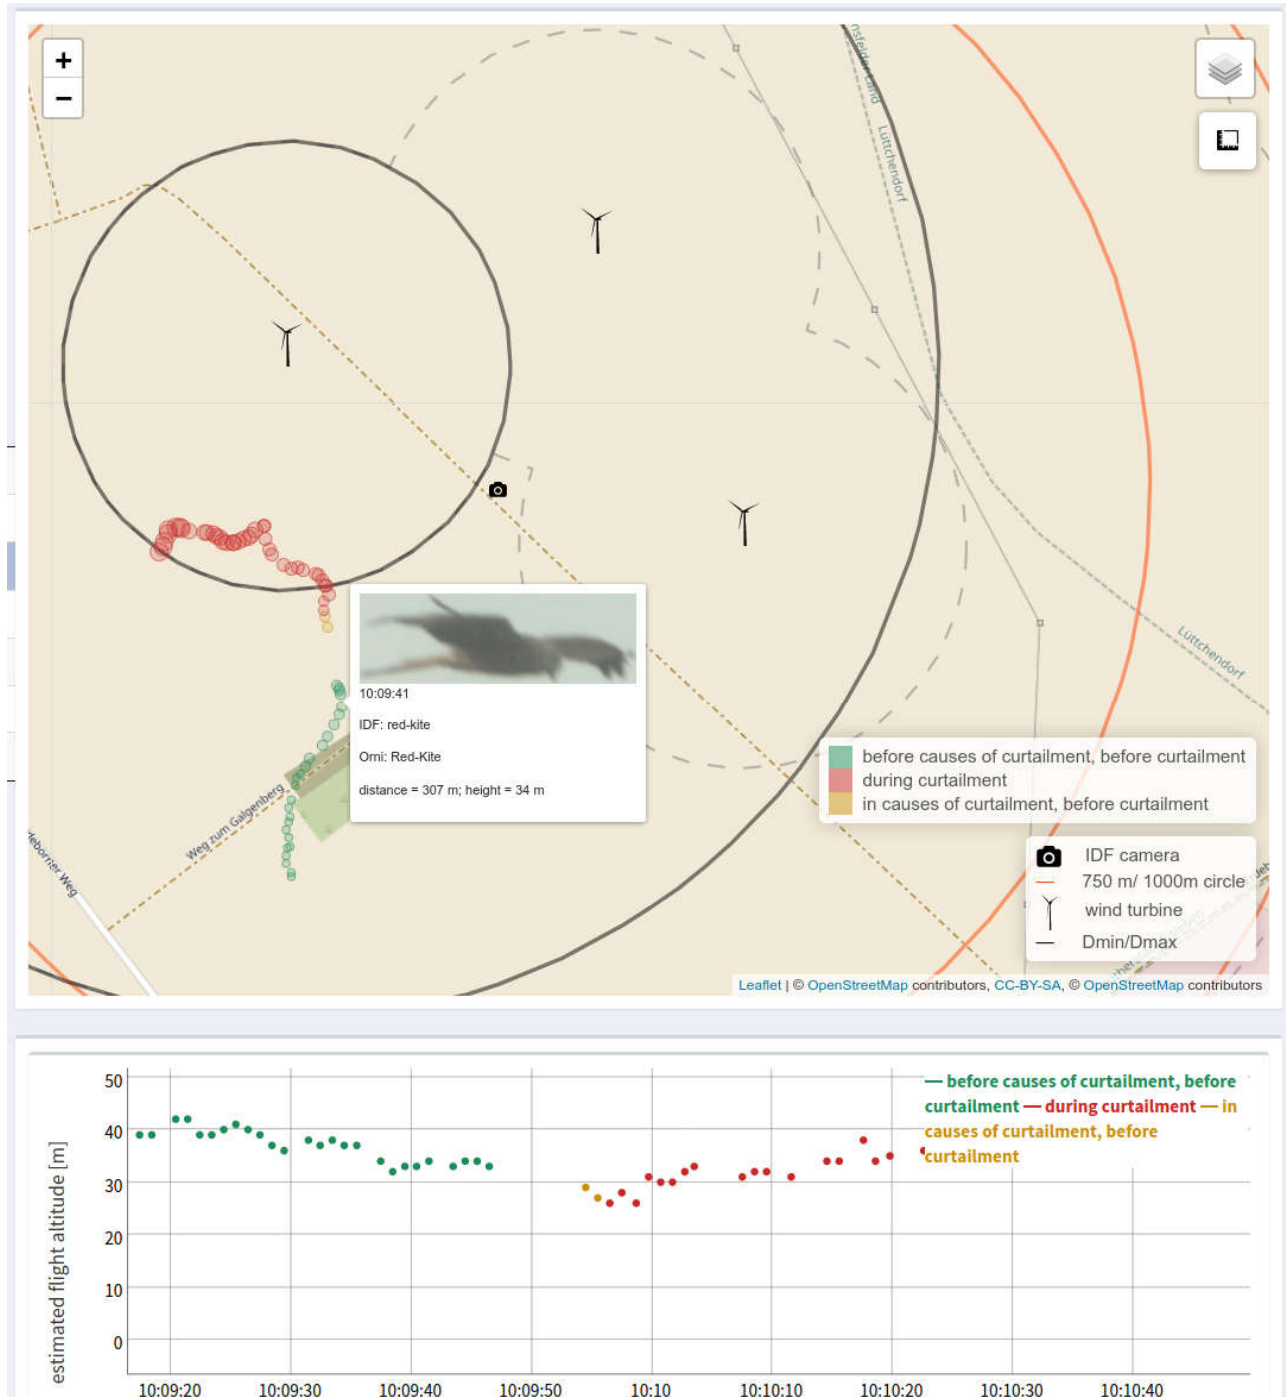 +
−
nsfelder Land
Lüttchendorf
Lüttchendorf
10:09:41
IDF: red-kite
Orni: Red-Kite
distance = 307 m; height = 34 m
Weg zum Galgenberg
Weg
before causes of curtailment, before curtailment
during curtailment
in causes of curtailment, before curtailment
IDF camera
750 m/ 1000m circle
wind turbine
Dmin/Dmax
Leaflet | © OpenStreetMap contributors, CC-BY-SA, © OpenStreetMap contributors
— before causes of curtailment, before
curtailment — during curtailment — in
causes of curtailment, before
curtailment
estimated flight altitude [m]
50
40
30
20
10
0
10:09:20 10:09:30 10:09:40 10:09:50 10:10 10:10:10 10:10:20 10:10:30 10:10:40